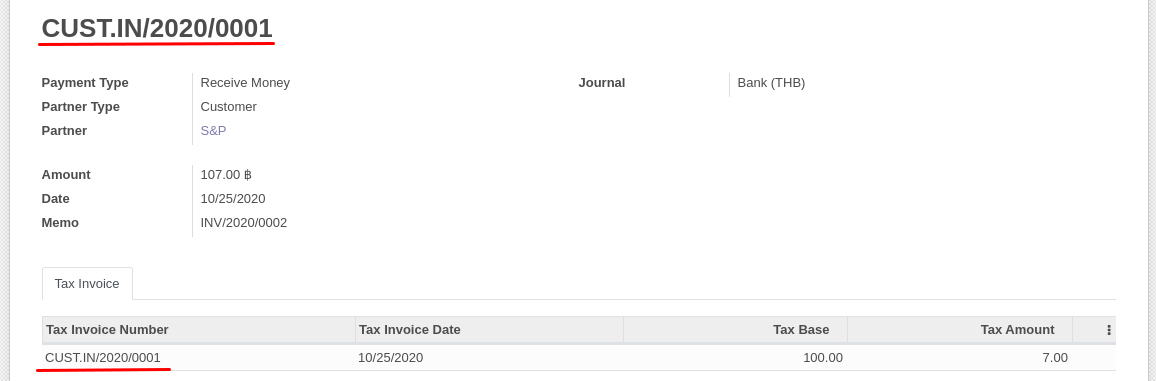 CUST.IN/2020/0001
Payment Type Receive Money Journal Bank (THB)
Partner Type Customer
Partner S&P
Amount 107.00 ฿
Date 10/25/2020
Memo INV/2020/0002
Tax Invoice
Tax Invoice Number Tax Invoice Date Tax Base Tax Amount
CUST.IN/2020/0001 10/25/2020 100.00 7.00